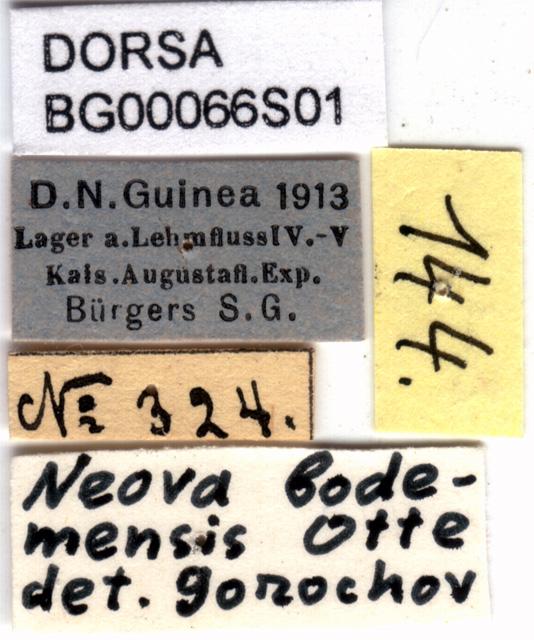 DORSA
BG00066S01
D.N.Guinea 1913
Lager a.LehmflussIV.-V
Kais.Augustafl.Exp.
Bürgers S.G.
144.
№ 324.
Neova bode-
mensis Otte
det. gorochov